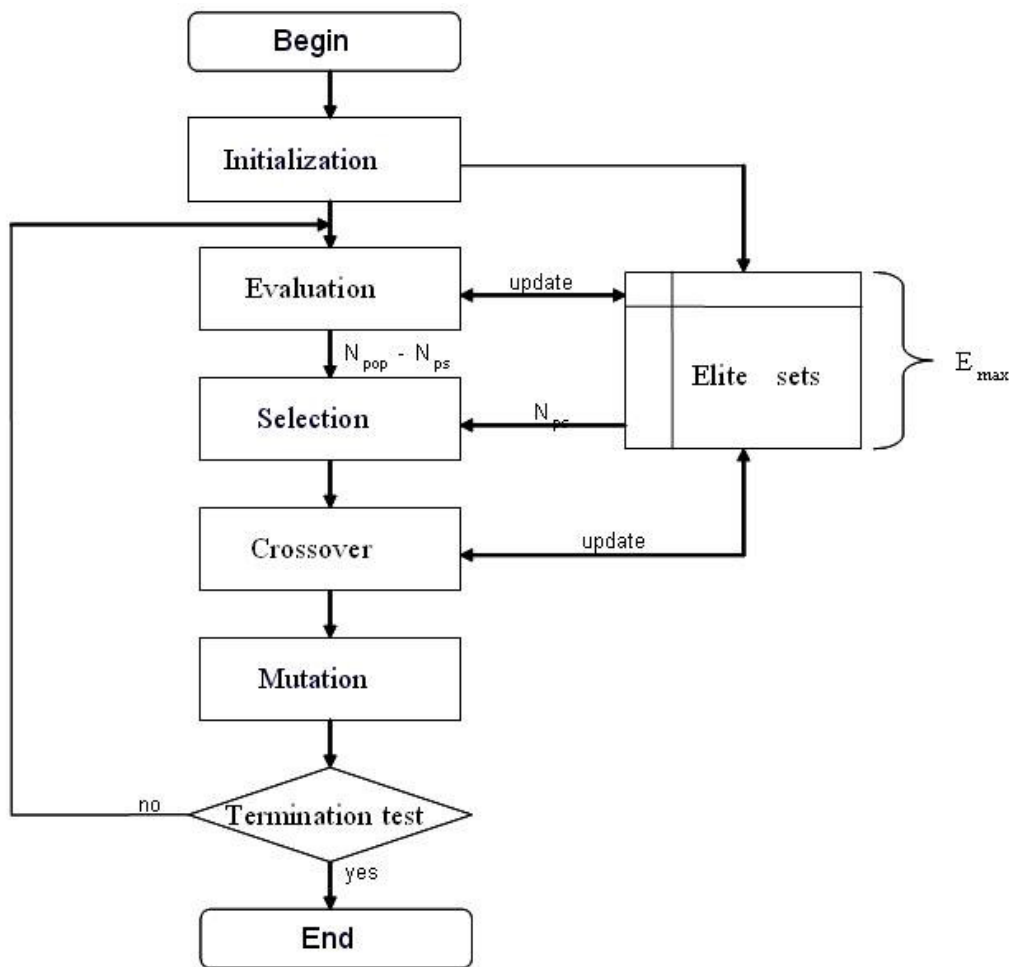 Begin
Initialization
Evaluation
update
N pop - N ps
Elite sets
E max
Selection
N ps
Crossover
update
Mutation
no
Termination test
yes
End